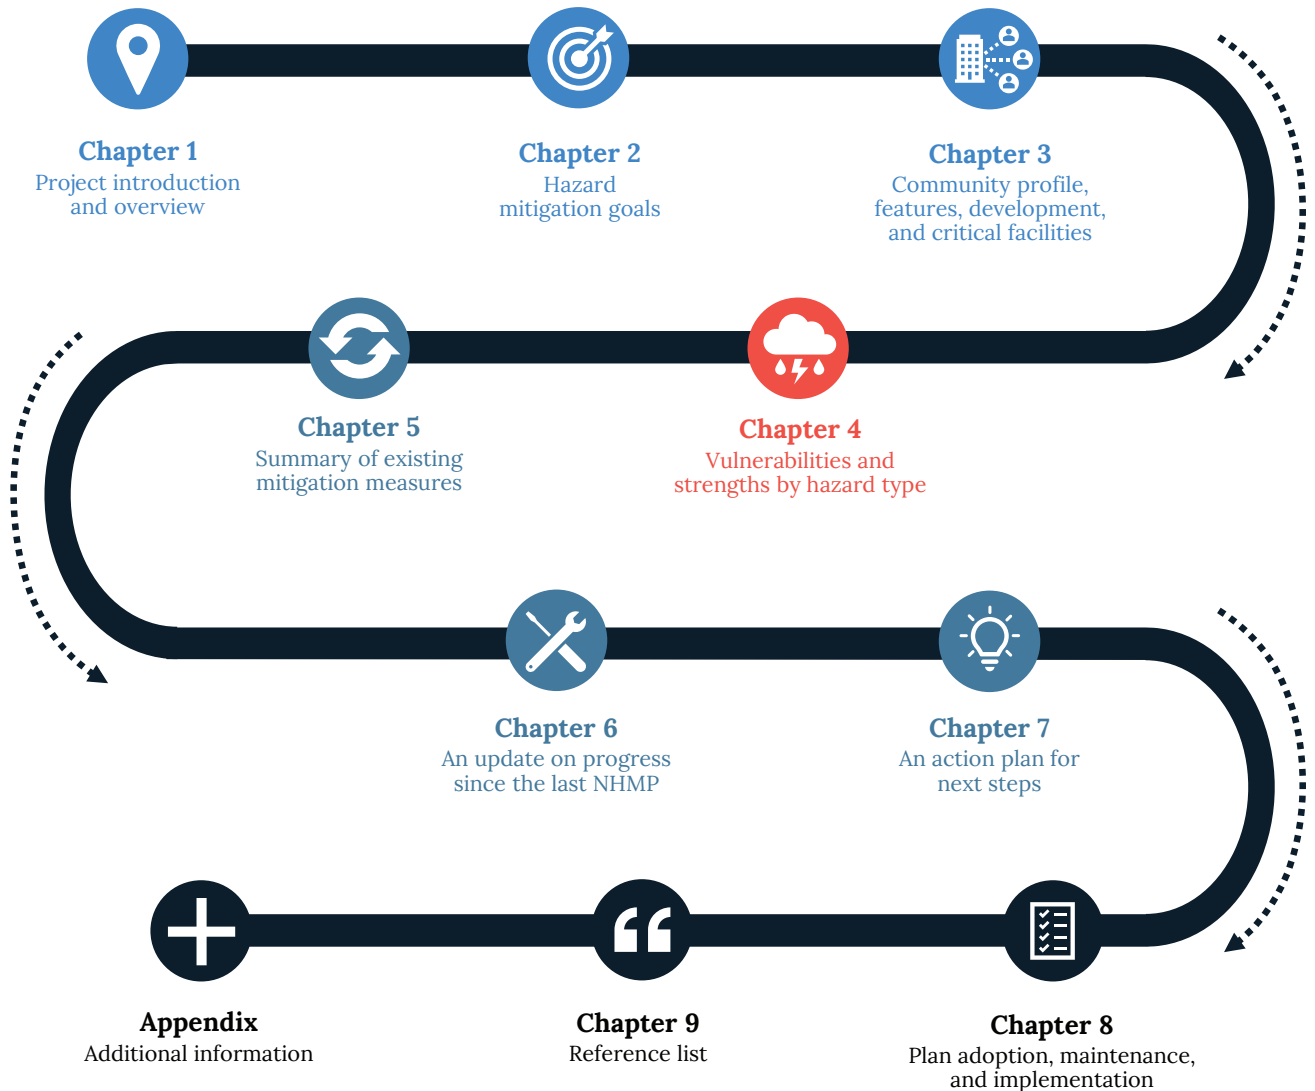 Chapter 1
Project introduction
and overview
Chapter 2
Hazard
mitigation goals
Chapter 3
Community profile,
features, development,
and critical facilities
Chapter 4
Vulnerabilities and
strengths by hazard type
Chapter 5
Summary of existing
mitigation measures
Chapter 6
An update on progress
since the last NHMP
Chapter 7
An action plan for
next steps
Chapter 8
Plan adoption, maintenance,
and implementation
Chapter 9
Reference list
Appendix
Additional information